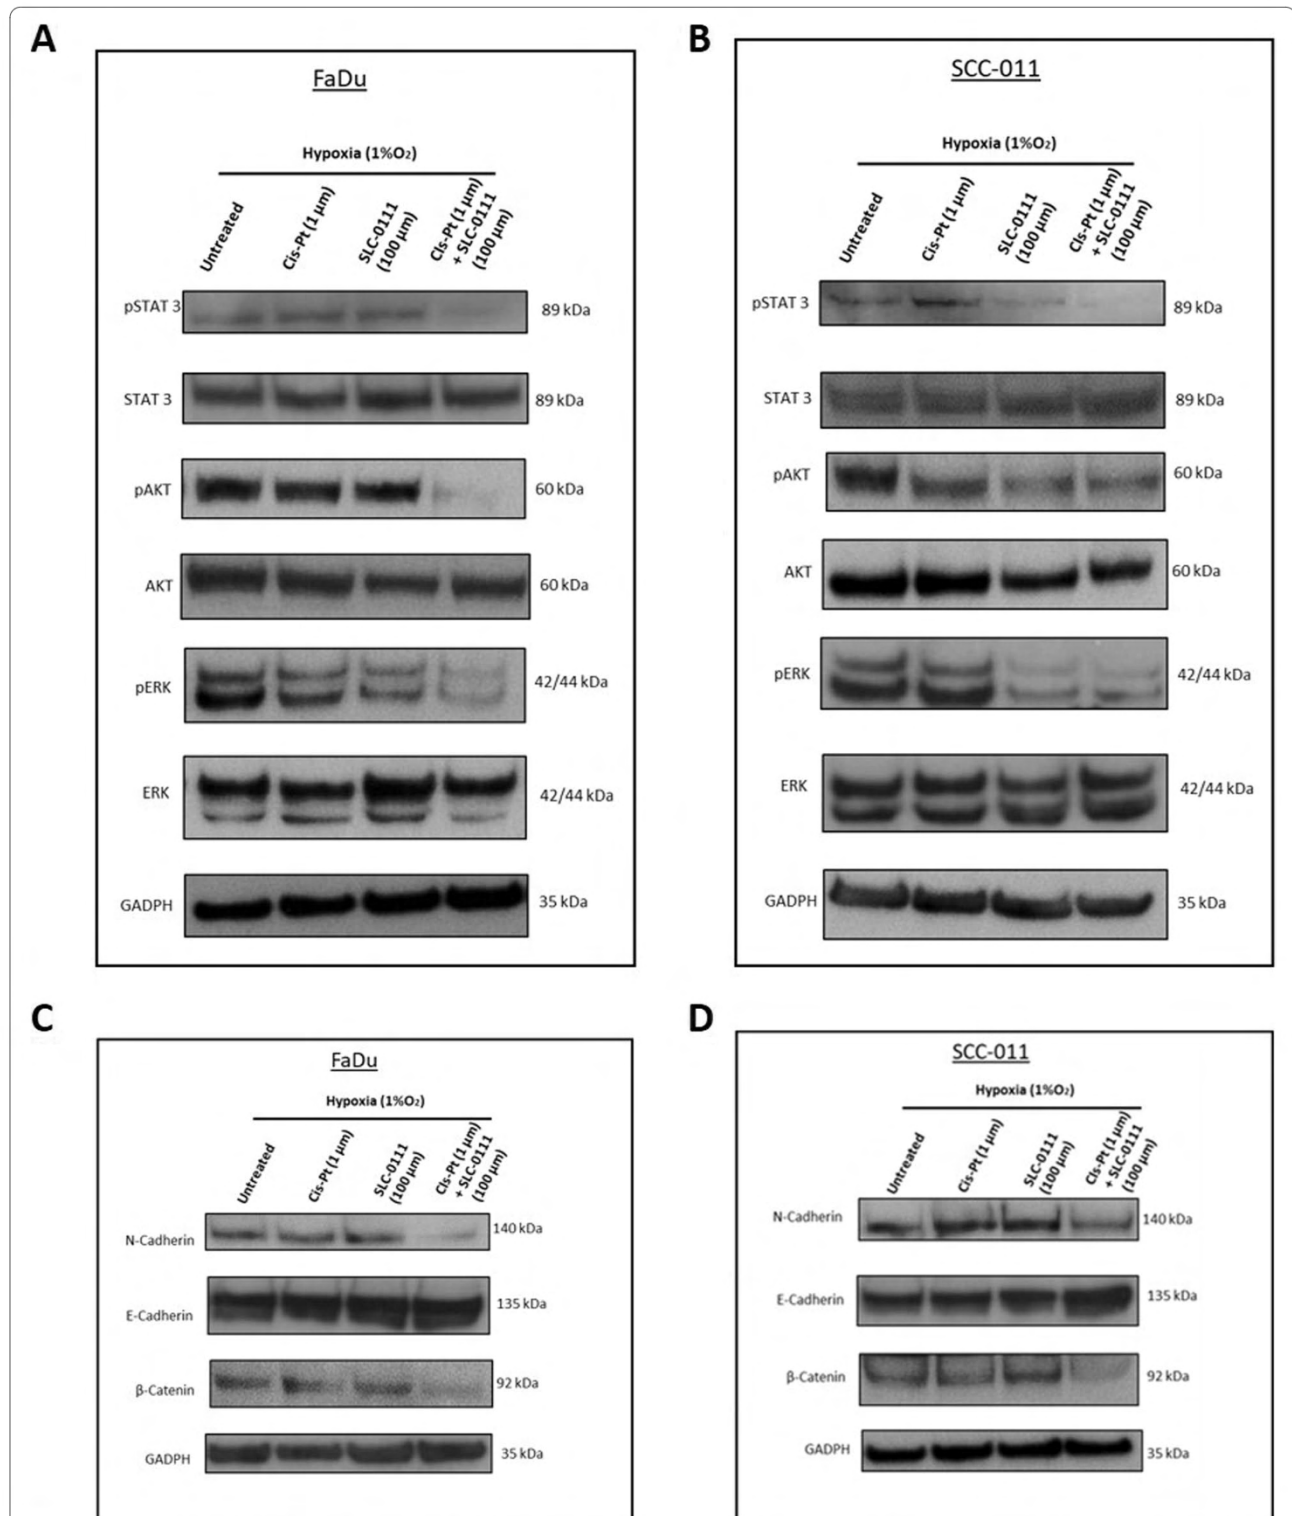 A
FaDu
Hypoxia (1%O₂)
Untreated
Cis-Pt (1 µm)
SLC-0111
(100 µm)
Cis-Pt (1 µm)
+ SLC-0111
(100 µm)
pSTAT 3
89 kDa
STAT 3
89 kDa
pAKT
60 kDa
AKT
60 kDa
pERK
42/44 kDa
ERK
42/44 kDa
GADPH
35 kDa
B
SCC-011
Hypoxia (1%O₂)
Untreated
Cis-Pt (1 µm)
SLC-0111
(100 µm)
Cis-Pt (1 µm)
+ SLC-0111
(100 µm)
pSTAT 3
89 kDa
STAT 3
89 kDa
pAKT
60 kDa
AKT
60 kDa
pERK
42/44 kDa
ERK
42/44 kDa
GADPH
35 kDa
C
FaDu
Hypoxia (1%O₂)
Untreated
Cis-Pt (1 µm)
SLC-0111
(100 µm)
Cis-Pt (1 µm)
+ SLC-0111
(100 µm)
N-Cadherin
140 kDa
E-Cadherin
135 kDa
β-Catenin
92 kDa
GADPH
35 kDa
D
SCC-011
Hypoxia (1%O₂)
Untreated
Cis-Pt (1 µm)
SLC-0111
(100 µm)
Cis-Pt (1 µm)
+ SLC-0111
(100 µm)
N-Cadherin
140 kDa
E-Cadherin
135 kDa
β-Catenin
92 kDa
GADPH
35 kDa